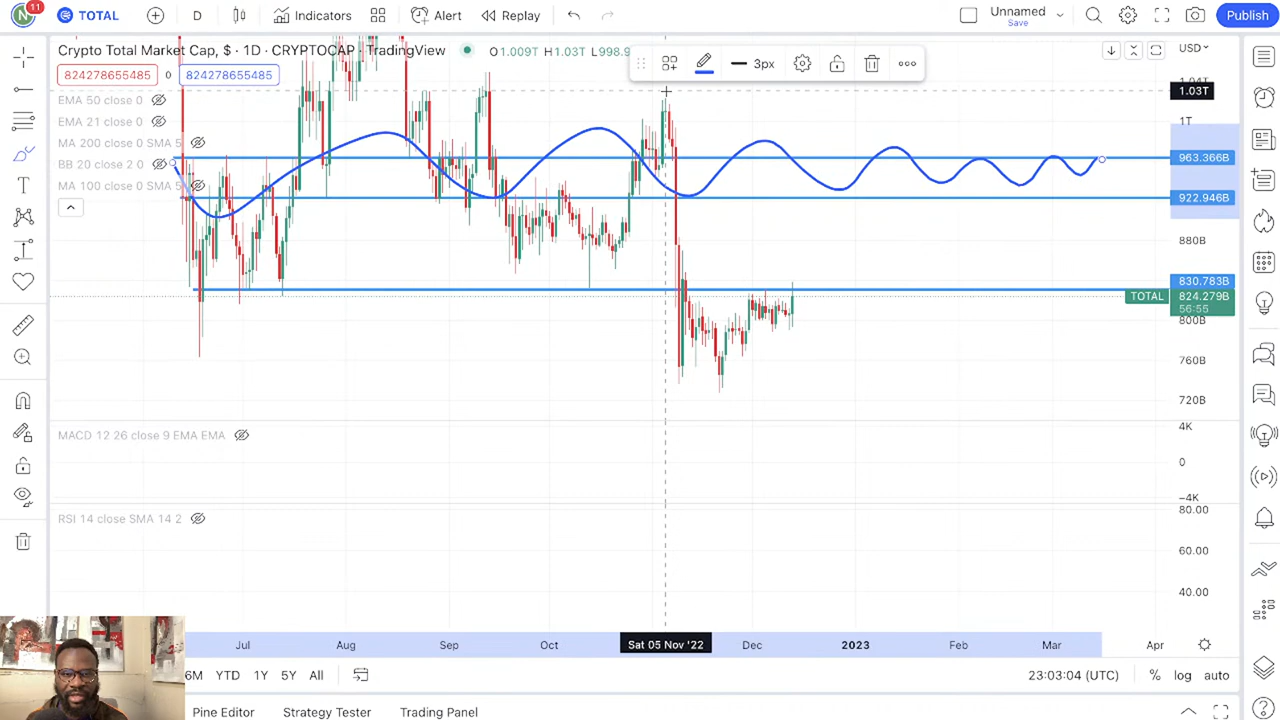 N 11 TOTAL D Indicators Alert Replay Unnamed Save Publish
Crypto Total Market Cap, $ · 1D · CRYPTOCAP · TradingView O1.009T H1.03T L998.9 3px USD
824278655485 0 824278655485
1.03T
EMA 50 close 0
EMA 21 close 0
1T
MA 200 close 0 SMA 5
963.366B
BB 20 close 2 0
MA 100 close 0 SMA 5
922.946B
880B
830.783B
TOTAL 824.279B
56:55
800B
760B
720B
MACD 12 26 close 9 EMA EMA
4K
0
−4K
RSI 14 close SMA 14 2
80.00
60.00
40.00
Jul Aug Sep Oct Sat 05 Nov '22 Dec 2023 Feb Mar Apr
6M YTD 1Y 5Y All 23:03:04 (UTC) % log auto
Pine Editor Strategy Tester Trading Panel